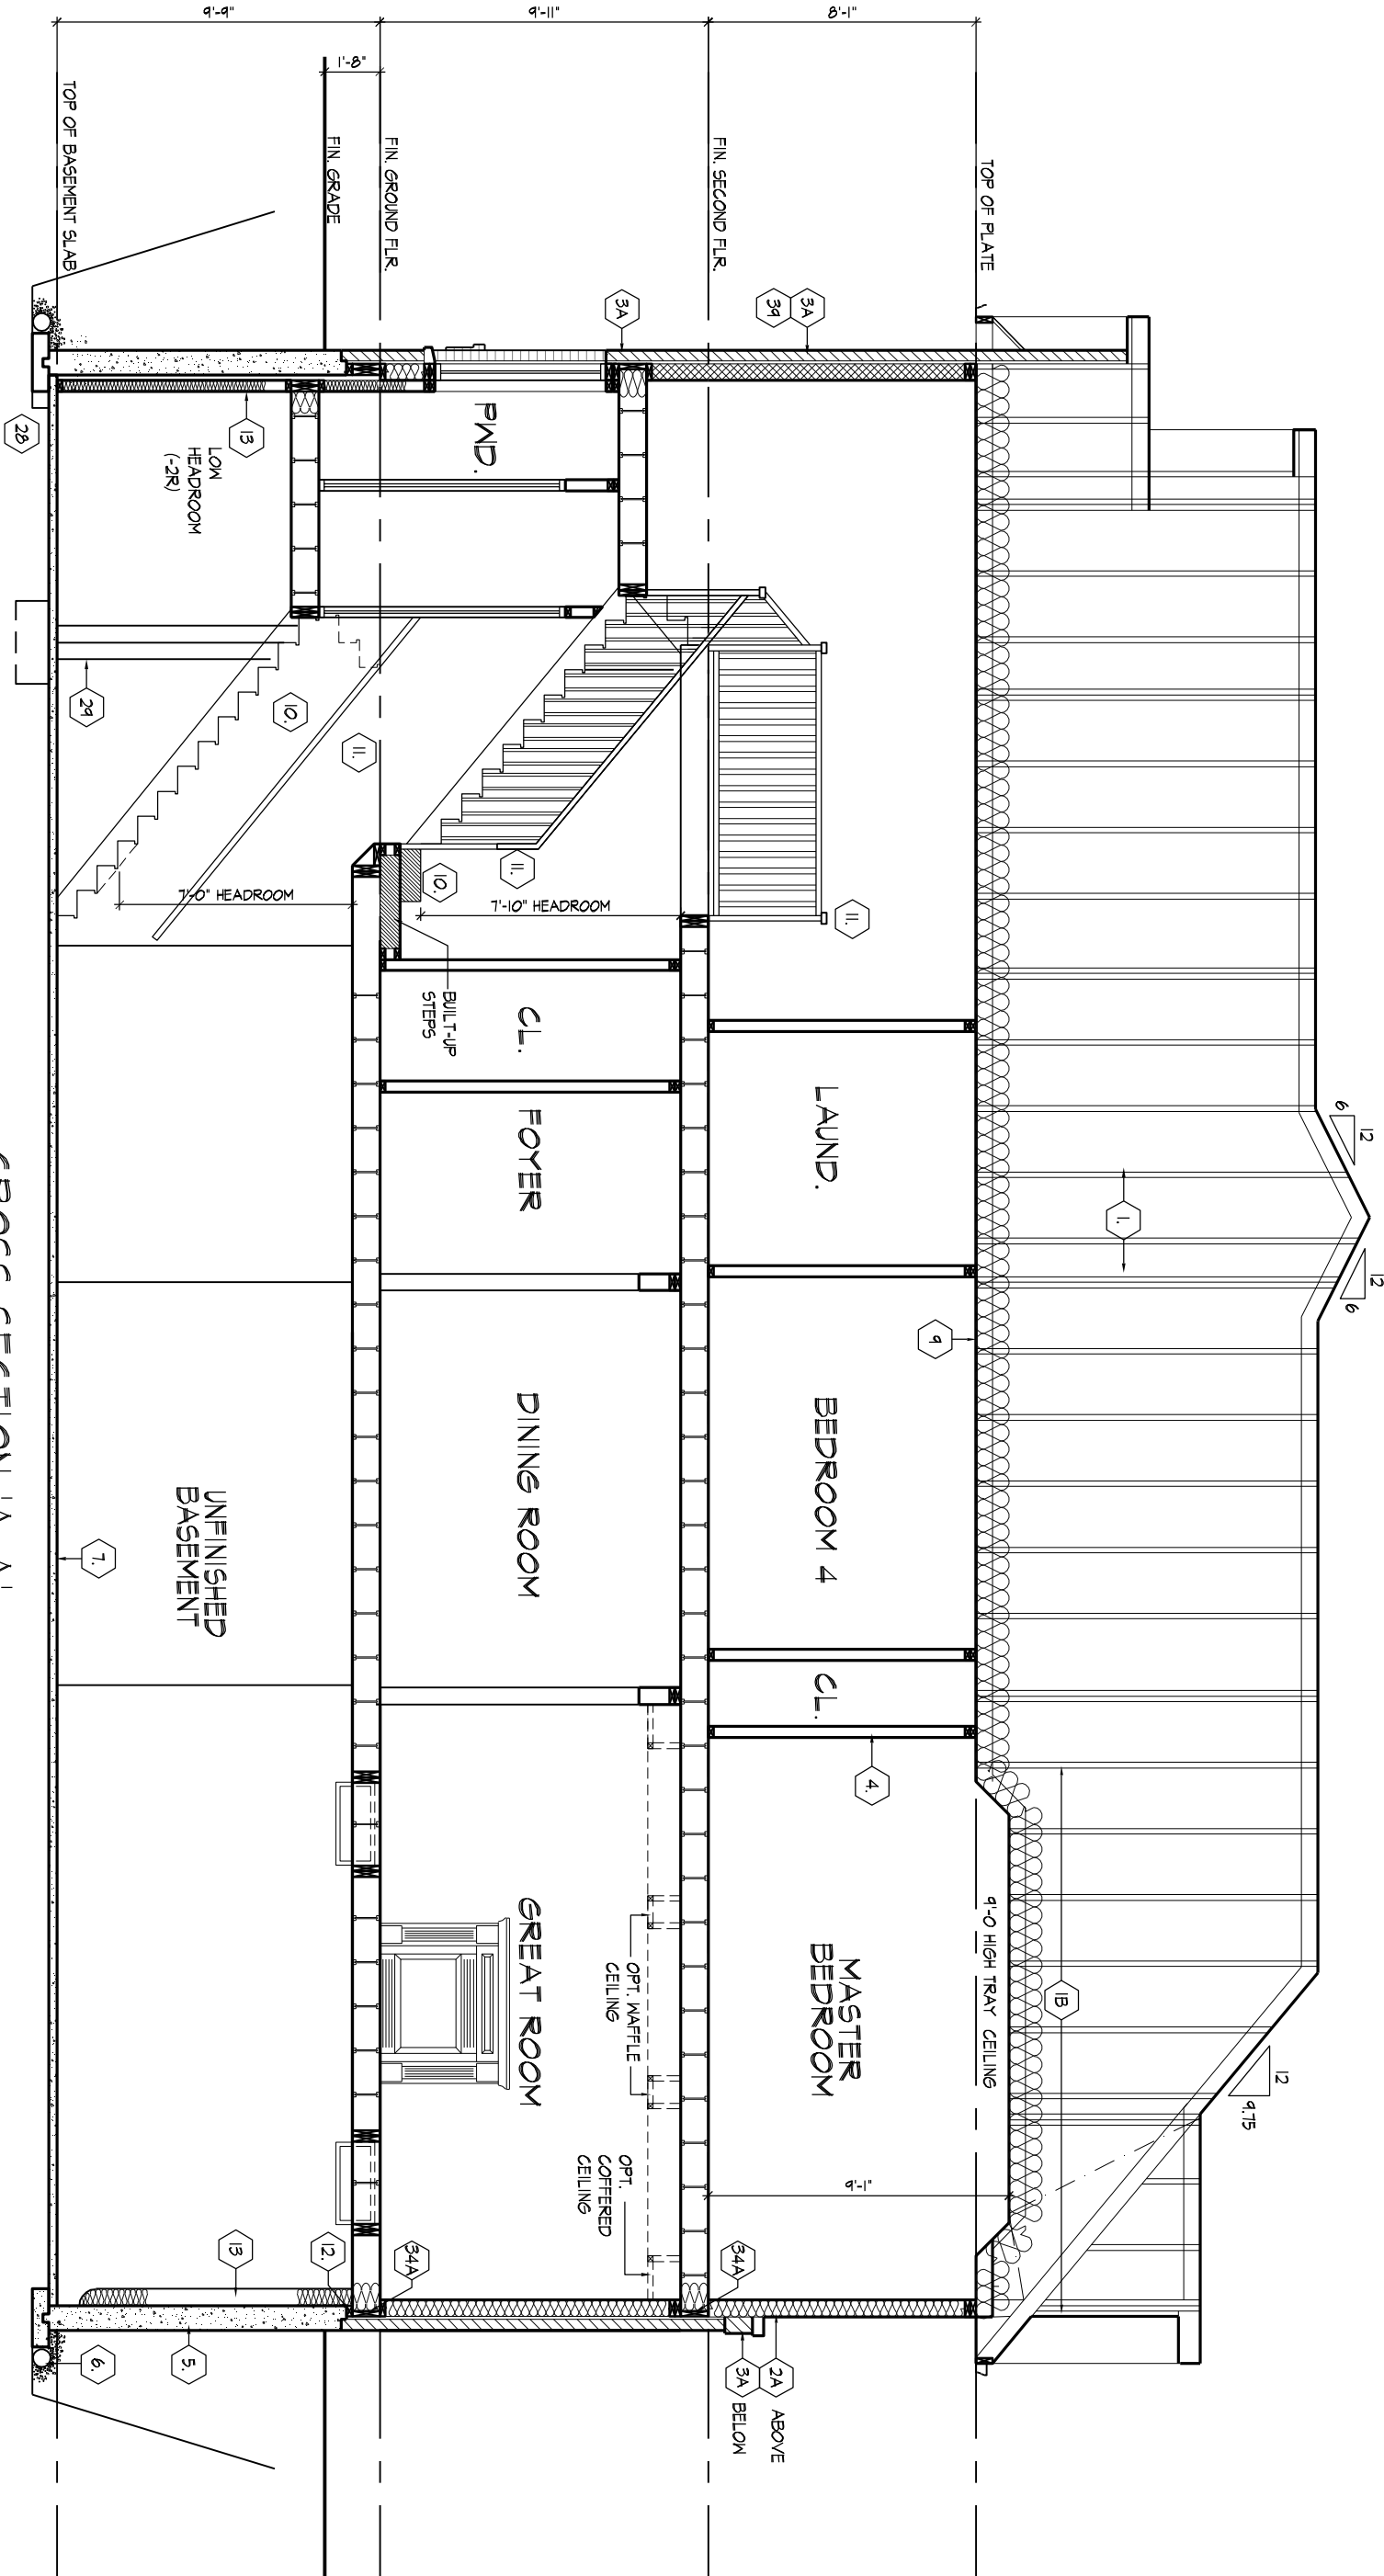 6
12
12
6
1.
12
9.75
TOP OF PLATE
9'-0 HIGH TRAY CEILING
1B
8'-1"
3A
39
11.
LAUND.
9
BEDROOM 4
CL.
4.
MASTER
BEDROOM
9'-1"
2A ABOVE
3A BELOW
FIN. SECOND FLR.
34A
3A
9'-11"
PWD.
11.
7'-10" HEADROOM
10.
BUILT-UP
STEPS
CL.
FOYER
DINING ROOM
GREAT ROOM
OPT. WAFFLE
CEILING
OPT.
COFFERED
CEILING
FIN. GROUND FLR.
34A
1'-8"
FIN. GRADE
11.
10.
12.
13
LOW
HEADROOM
(-2R)
7'-0" HEADROOM
9'-9"
UNFINISHED
BASEMENT
13
5.
29
7.
6.
TOP OF BASEMENT SLAB
28
CROSS SECTION 'A-A'